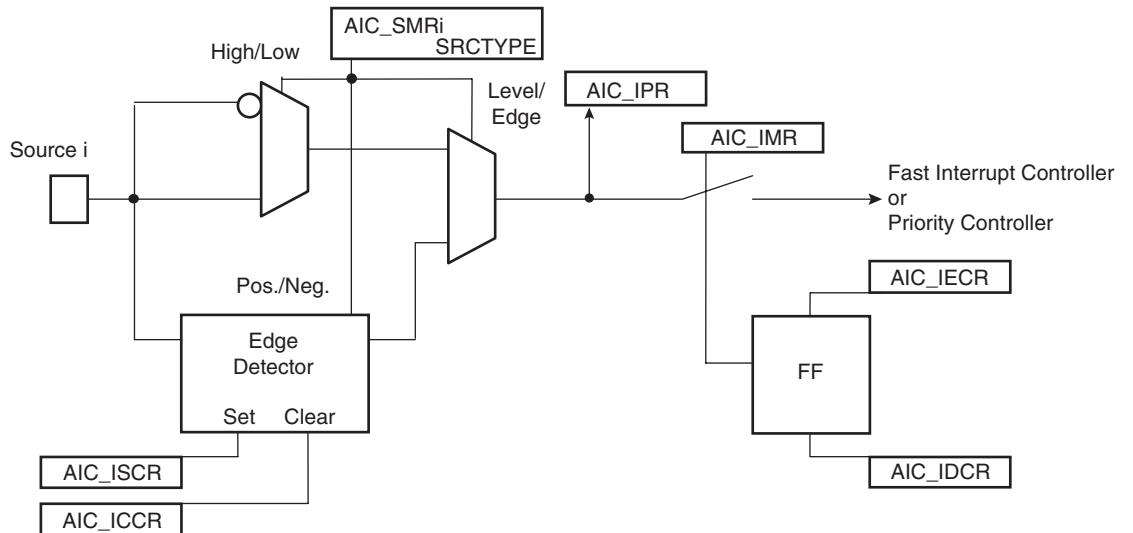 AIC_SMRi
SRCTYPE
High/Low
Level/
Edge
AIC_IPR
AIC_IMR
Source i
Fast Interrupt Controller
or
Priority Controller
AIC_IECR
Pos./Neg.
Edge
Detector
FF
Set Clear
AIC_ISCR
AIC_IDCR
AIC_ICCR